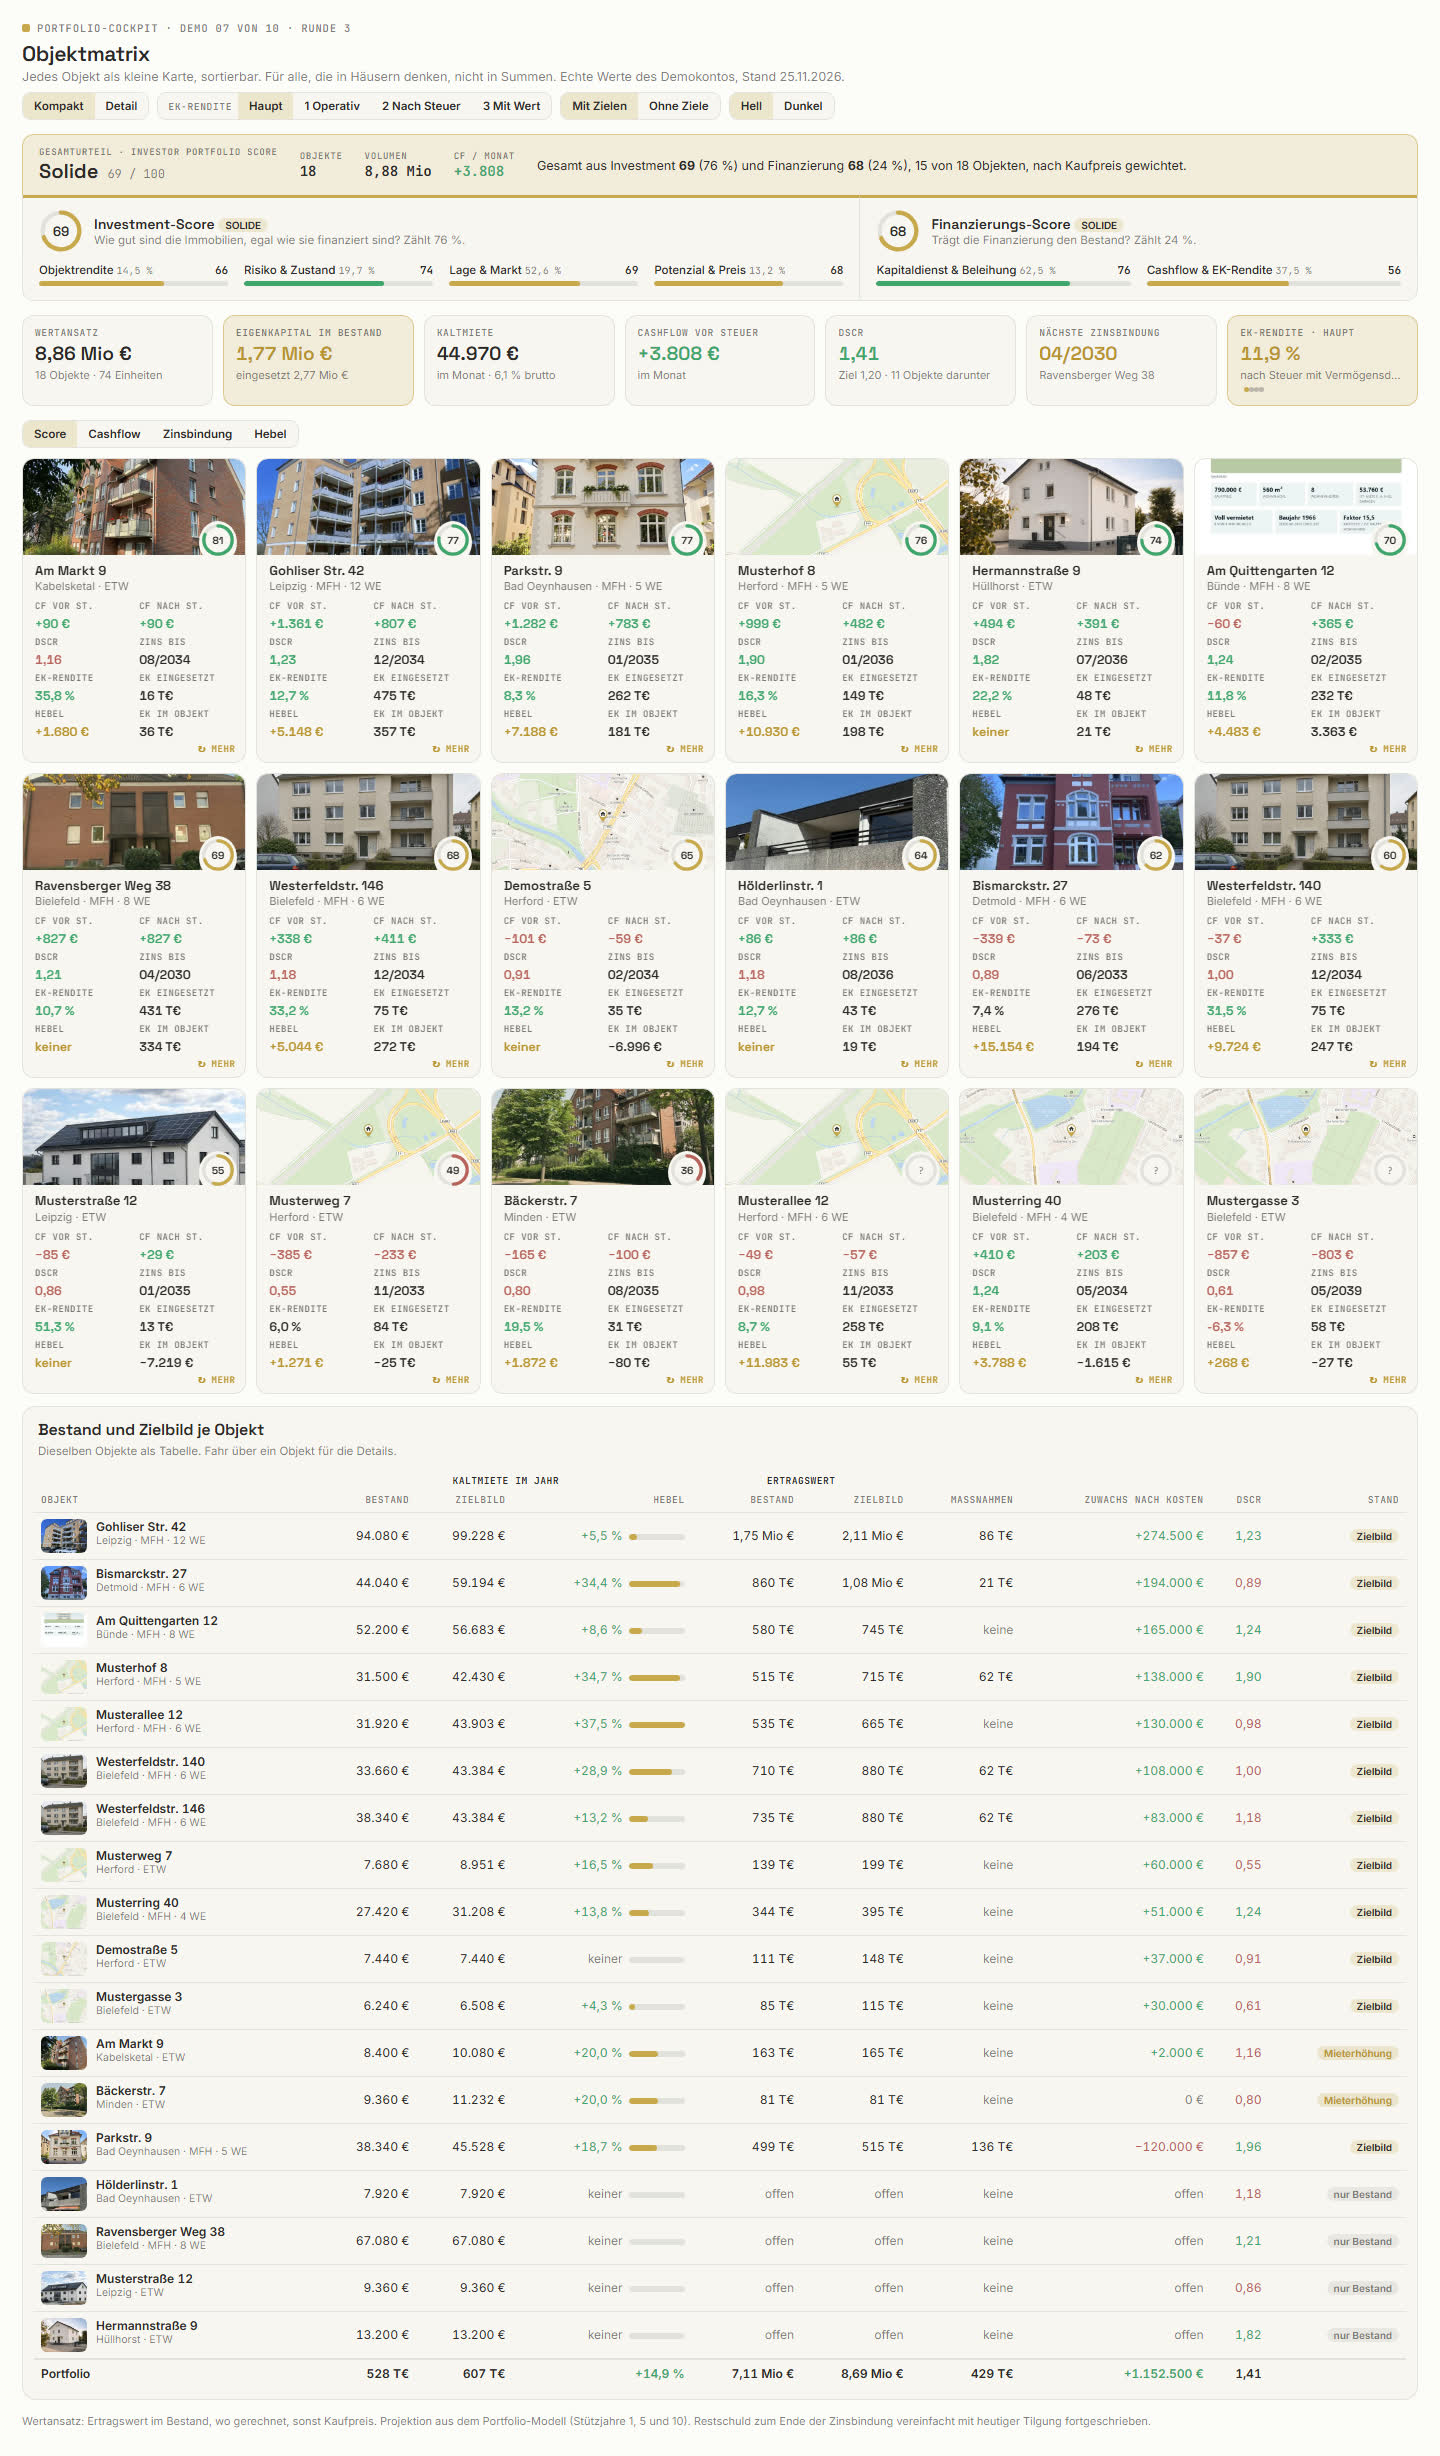 PORTFOLIO-COCKPIT · DEMO 07 VON 10 · RUNDE 3
Objektmatrix
Jedes Objekt als kleine Karte, sortierbar. Für alle, die in Häusern denken, nicht in Summen. Echte Werte des Demokontos, Stand 25.11.2026.
Kompakt Detail EK-RENDITE Haupt 1 Operativ 2 Nach Steuer 3 Mit Wert Mit Zielen Ohne Ziele Hell Dunkel
GESAMTURTEIL · INVESTOR PORTFOLIO SCORE OBJEKTE VOLUMEN CF / MONAT
Solide 69 / 100 18 8,88 Mio +3.808
Gesamt aus Investment 69 (76 %) und Finanzierung 68 (24 %), 15 von 18 Objekten, nach Kaufpreis gewichtet.
69 Investment-Score SOLIDE
Wie gut sind die Immobilien, egal wie sie finanziert sind? Zählt 76 %.
Objektrendite 14,5 % 66 Risiko & Zustand 19,7 % 74 Lage & Markt 52,6 % 69 Potenzial & Preis 13,2 % 68
68 Finanzierungs-Score SOLIDE
Trägt die Finanzierung den Bestand? Zählt 24 %.
Kapitaldienst & Beleihung 62,5 % 76 Cashflow & EK-Rendite 37,5 % 56
WERTANSATZ
8,86 Mio €
18 Objekte · 74 Einheiten
EIGENKAPITAL IM BESTAND
1,77 Mio €
eingesetzt 2,77 Mio €
KALTMIETE
44.970 €
im Monat · 6,1 % brutto
CASHFLOW VOR STEUER
+3.808 €
im Monat
DSCR
1,41
Ziel 1,20 · 11 Objekte darunter
NÄCHSTE ZINSBINDUNG
04/2030
Ravensberger Weg 38
EK-RENDITE · HAUPT
11,9 %
nach Steuer mit Vermögensd...
Score Cashflow Zinsbindung Hebel
81
Am Markt 9
Kabelsketal · ETW
CF VOR ST. CF NACH ST.
+90 € +90 €
DSCR ZINS BIS
1,16 08/2034
EK-RENDITE EK EINGESETZT
35,8 % 16 T€
HEBEL EK IM OBJEKT
+1.680 € 36 T€
↻ MEHR
77
Gohliser Str. 42
Leipzig · MFH · 12 WE
CF VOR ST. CF NACH ST.
+1.361 € +807 €
DSCR ZINS BIS
1,23 12/2034
EK-RENDITE EK EINGESETZT
12,7 % 475 T€
HEBEL EK IM OBJEKT
+5.148 € 357 T€
↻ MEHR
77
Parkstr. 9
Bad Oeynhausen · MFH · 5 WE
CF VOR ST. CF NACH ST.
+1.282 € +783 €
DSCR ZINS BIS
1,96 01/2035
EK-RENDITE EK EINGESETZT
8,3 % 262 T€
HEBEL EK IM OBJEKT
+7.188 € 181 T€
↻ MEHR
76
Musterhof 8
Herford · MFH · 5 WE
CF VOR ST. CF NACH ST.
+999 € +482 €
DSCR ZINS BIS
1,90 01/2036
EK-RENDITE EK EINGESETZT
16,3 % 149 T€
HEBEL EK IM OBJEKT
+10.930 € 198 T€
↻ MEHR
74
Hermannstraße 9
Hüllhorst · ETW
CF VOR ST. CF NACH ST.
+494 € +391 €
DSCR ZINS BIS
1,82 07/2036
EK-RENDITE EK EINGESETZT
22,2 % 48 T€
HEBEL EK IM OBJEKT
keiner 21 T€
↻ MEHR
790.000 € 560 m² 8 53.760 €
Voll vermietet Baujahr 1966 Faktor 15,5
70
Am Quittengarten 12
Bünde · MFH · 8 WE
CF VOR ST. CF NACH ST.
−60 € +365 €
DSCR ZINS BIS
1,24 02/2035
EK-RENDITE EK EINGESETZT
11,8 % 232 T€
HEBEL EK IM OBJEKT
+4.483 € 3.363 €
↻ MEHR
69
Ravensberger Weg 38
Bielefeld · MFH · 8 WE
CF VOR ST. CF NACH ST.
+827 € +827 €
DSCR ZINS BIS
1,21 04/2030
EK-RENDITE EK EINGESETZT
10,7 % 431 T€
HEBEL EK IM OBJEKT
keiner 334 T€
↻ MEHR
68
Westerfeldstr. 146
Bielefeld · MFH · 6 WE
CF VOR ST. CF NACH ST.
+338 € +411 €
DSCR ZINS BIS
1,18 12/2034
EK-RENDITE EK EINGESETZT
33,2 % 75 T€
HEBEL EK IM OBJEKT
+5.044 € 272 T€
↻ MEHR
65
Demostraße 5
Herford · ETW
CF VOR ST. CF NACH ST.
−101 € −59 €
DSCR ZINS BIS
0,91 02/2034
EK-RENDITE EK EINGESETZT
13,2 % 35 T€
HEBEL EK IM OBJEKT
keiner −6.996 €
↻ MEHR
64
Hölderlinstr. 1
Bad Oeynhausen · ETW
CF VOR ST. CF NACH ST.
+86 € +86 €
DSCR ZINS BIS
1,18 08/2036
EK-RENDITE EK EINGESETZT
12,7 % 43 T€
HEBEL EK IM OBJEKT
keiner 19 T€
↻ MEHR
62
Bismarckstr. 27
Detmold · MFH · 6 WE
CF VOR ST. CF NACH ST.
−339 € −73 €
DSCR ZINS BIS
0,89 06/2033
EK-RENDITE EK EINGESETZT
7,4 % 276 T€
HEBEL EK IM OBJEKT
+15.154 € 194 T€
↻ MEHR
60
Westerfeldstr. 140
Bielefeld · MFH · 6 WE
CF VOR ST. CF NACH ST.
−37 € +333 €
DSCR ZINS BIS
1,00 12/2034
EK-RENDITE EK EINGESETZT
31,5 % 75 T€
HEBEL EK IM OBJEKT
+9.724 € 247 T€
↻ MEHR
55
Musterstraße 12
Leipzig · ETW
CF VOR ST. CF NACH ST.
−85 € +29 €
DSCR ZINS BIS
0,86 01/2035
EK-RENDITE EK EINGESETZT
51,3 % 13 T€
HEBEL EK IM OBJEKT
keiner −7.219 €
↻ MEHR
49
Musterweg 7
Herford · ETW
CF VOR ST. CF NACH ST.
−385 € −233 €
DSCR ZINS BIS
0,55 11/2033
EK-RENDITE EK EINGESETZT
6,0 % 84 T€
HEBEL EK IM OBJEKT
+1.271 € −25 T€
↻ MEHR
36
Bäckerstr. 7
Minden · ETW
CF VOR ST. CF NACH ST.
−165 € −100 €
DSCR ZINS BIS
0,80 08/2035
EK-RENDITE EK EINGESETZT
19,5 % 31 T€
HEBEL EK IM OBJEKT
+1.872 € −80 T€
↻ MEHR
?
Musterallee 12
Herford · MFH · 6 WE
CF VOR ST. CF NACH ST.
−49 € −57 €
DSCR ZINS BIS
0,98 11/2033
EK-RENDITE EK EINGESETZT
8,7 % 258 T€
HEBEL EK IM OBJEKT
+11.983 € 55 T€
↻ MEHR
?
Musterring 40
Bielefeld · MFH · 4 WE
CF VOR ST. CF NACH ST.
+410 € +203 €
DSCR ZINS BIS
1,24 05/2034
EK-RENDITE EK EINGESETZT
9,1 % 208 T€
HEBEL EK IM OBJEKT
+3.788 € −1.615 €
↻ MEHR
?
Mustergasse 3
Bielefeld · ETW
CF VOR ST. CF NACH ST.
−857 € −803 €
DSCR ZINS BIS
0,61 05/2039
EK-RENDITE EK EINGESETZT
-6,3 % 58 T€
HEBEL EK IM OBJEKT
+268 € −27 T€
↻ MEHR
Bestand und Zielbild je Objekt
Dieselben Objekte als Tabelle. Fahr über ein Objekt für die Details.
KALTMIETE IM JAHR ERTRAGSWERT
OBJEKT BESTAND ZIELBILD HEBEL BESTAND ZIELBILD MASSNAHMEN ZUWACHS NACH KOSTEN DSCR STAND
Gohliser Str. 42
Leipzig · MFH · 12 WE
94.080 € 99.228 € +5,5 % 1,75 Mio € 2,11 Mio € 86 T€ +274.500 € 1,23 Zielbild
Bismarckstr. 27
Detmold · MFH · 6 WE
44.040 € 59.194 € +34,4 % 860 T€ 1,08 Mio € 21 T€ +194.000 € 0,89 Zielbild
Am Quittengarten 12
Bünde · MFH · 8 WE
52.200 € 56.683 € +8,6 % 580 T€ 745 T€ keine +165.000 € 1,24 Zielbild
Musterhof 8
Herford · MFH · 5 WE
31.500 € 42.430 € +34,7 % 515 T€ 715 T€ 62 T€ +138.000 € 1,90 Zielbild
Musterallee 12
Herford · MFH · 6 WE
31.920 € 43.903 € +37,5 % 535 T€ 665 T€ keine +130.000 € 0,98 Zielbild
Westerfeldstr. 140
Bielefeld · MFH · 6 WE
33.660 € 43.384 € +28,9 % 710 T€ 880 T€ 62 T€ +108.000 € 1,00 Zielbild
Westerfeldstr. 146
Bielefeld · MFH · 6 WE
38.340 € 43.384 € +13,2 % 735 T€ 880 T€ 62 T€ +83.000 € 1,18 Zielbild
Musterweg 7
Herford · ETW
7.680 € 8.951 € +16,5 % 139 T€ 199 T€ keine +60.000 € 0,55 Zielbild
Musterring 40
Bielefeld · MFH · 4 WE
27.420 € 31.208 € +13,8 % 344 T€ 395 T€ keine +51.000 € 1,24 Zielbild
Demostraße 5
Herford · ETW
7.440 € 7.440 € keiner 111 T€ 148 T€ keine +37.000 € 0,91 Zielbild
Mustergasse 3
Bielefeld · ETW
6.240 € 6.508 € +4,3 % 85 T€ 115 T€ keine +30.000 € 0,61 Zielbild
Am Markt 9
Kabelsketal · ETW
8.400 € 10.080 € +20,0 % 163 T€ 165 T€ keine +2.000 € 1,16 Mieterhöhung
Bäckerstr. 7
Minden · ETW
9.360 € 11.232 € +20,0 % 81 T€ 81 T€ keine 0 € 0,80 Mieterhöhung
Parkstr. 9
Bad Oeynhausen · MFH · 5 WE
38.340 € 45.528 € +18,7 % 499 T€ 515 T€ 136 T€ −120.000 € 1,96 Zielbild
Hölderlinstr. 1
Bad Oeynhausen · ETW
7.920 € 7.920 € keiner offen offen keine offen 1,18 nur Bestand
Ravensberger Weg 38
Bielefeld · MFH · 8 WE
67.080 € 67.080 € keiner offen offen keine offen 1,21 nur Bestand
Musterstraße 12
Leipzig · ETW
9.360 € 9.360 € keiner offen offen keine offen 0,86 nur Bestand
Hermannstraße 9
Hüllhorst · ETW
13.200 € 13.200 € keiner offen offen keine offen 1,82 nur Bestand
Portfolio 528 T€ 607 T€ +14,9 % 7,11 Mio € 8,69 Mio € 429 T€ +1.152.500 € 1,41
Wertansatz: Ertragswert im Bestand, wo gerechnet, sonst Kaufpreis. Projektion aus dem Portfolio-Modell (Stützjahre 1, 5 und 10). Restschuld zum Ende der Zinsbindung vereinfacht mit heutiger Tilgung fortgeschrieben.